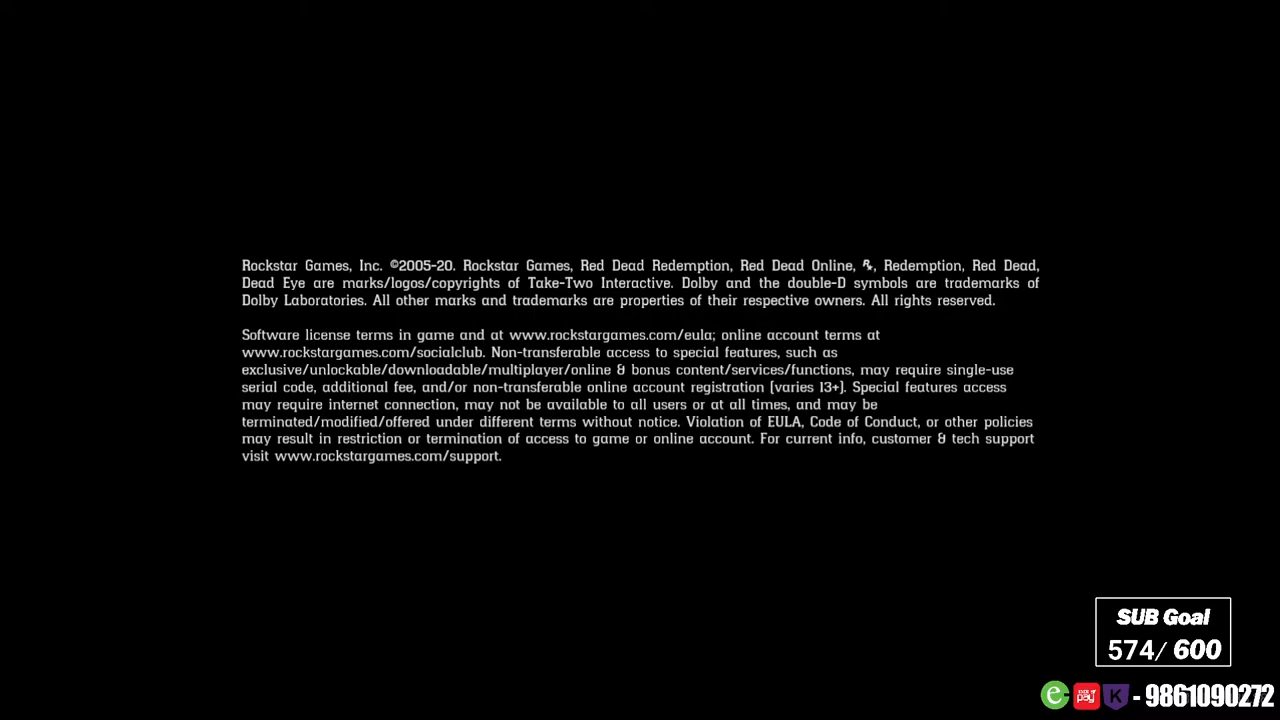 Rockstar Games, Inc. ©2005-20. Rockstar Games, Red Dead Redemption, Red Dead Online, R*, Redemption, Red Dead,
Dead Eye are marks/logos/copyrights of Take-Two Interactive. Dolby and the double-D symbols are trademarks of
Dolby Laboratories. All other marks and trademarks are properties of their respective owners. All rights reserved.
Software license terms in game and at www.rockstargames.com/eula; online account terms at
www.rockstargames.com/socialclub. Non-transferable access to special features, such as
exclusive/unlockable/downloadable/multiplayer/online & bonus content/services/functions, may require single-use
serial code, additional fee, and/or non-transferable online account registration (varies 13+). Special features access
may require internet connection, may not be available to all users or at all times, and may be
terminated/modified/offered under different terms without notice. Violation of EULA, Code of Conduct, or other policies
may result in restriction or termination of access to game or online account. For current info, customer & tech support
visit www.rockstargames.com/support.
SUB Goal
574/ 600
e pay K - 9861090272